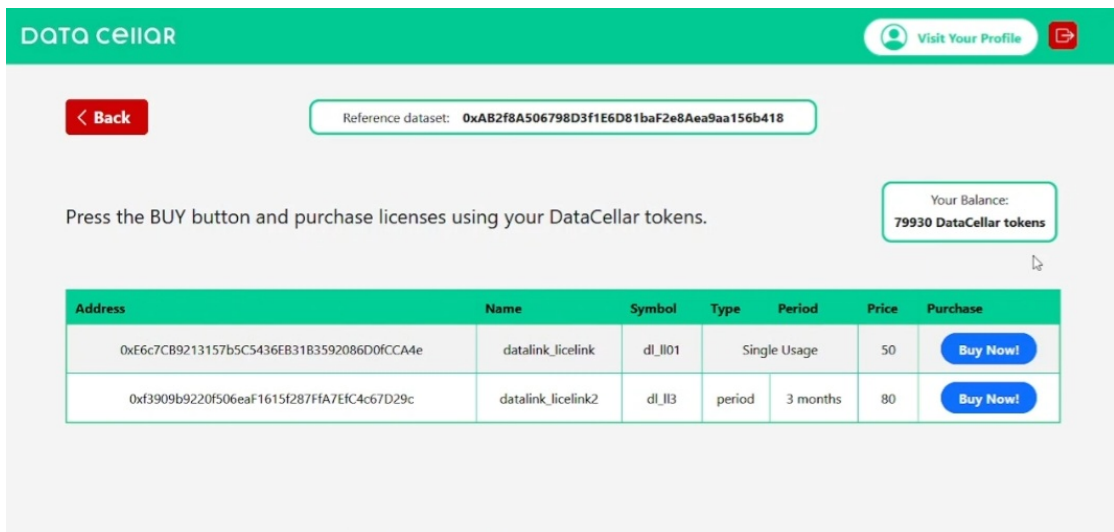 DATA CELLAR
Visit Your Profile
Back
Reference dataset: 0xAB2f8A506798D3f1E6D81baF2e8Aea9aa156b418
Press the BUY button and purchase licenses using your DataCellar tokens.
Your Balance:
79930 DataCellar tokens
Address Name Symbol Type Period Price Purchase
0xE6c7CB9213157b5C5436EB31B3592086D0fCCA4e datalink_licelink dl_ll01 Single Usage 50 Buy Now!
0xf3909b9220f506eaF1615f287FfA7EfC4c67D29c datalink_licelink2 dl_ll3 period 3 months 80 Buy Now!